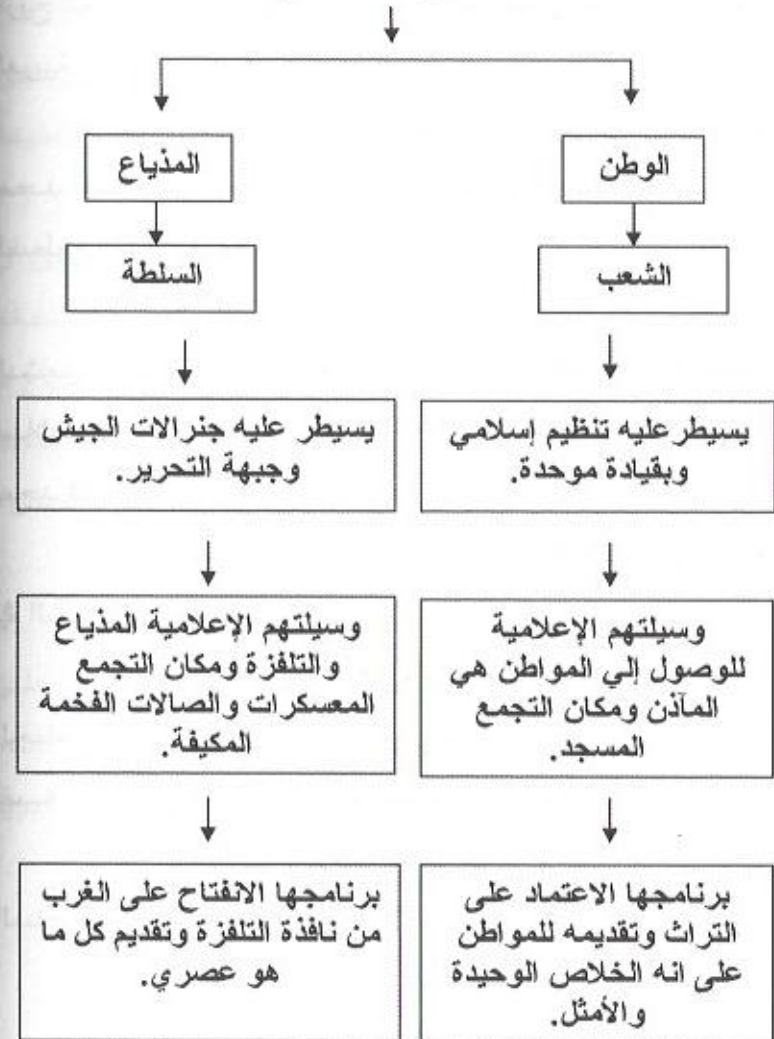 الوطن
الشعب
يسيطر عليه تنظيم إسلامي
وبقيادة موحدة.
وسيلتهم الإعلامية
للوصول إلي المواطن هي
المآذن ومكان التجمع
المسجد.
برنامجها الاعتماد على
التراث وتقديمه للمواطن
على انه الخلاص الوحيدة
والأمثل.
المذياع
السلطة
يسيطر عليه جنرالات الجيش
وجبهة التحرير.
وسيلتهم الإعلامية المذياع
والتلفزة ومكان التجمع
المعسكرات والصالات الفخمة
المكيفة.
برنامجها الانفتاح على الغرب
من نافذة التلفزة وتقديم كل ما
هو عصري.